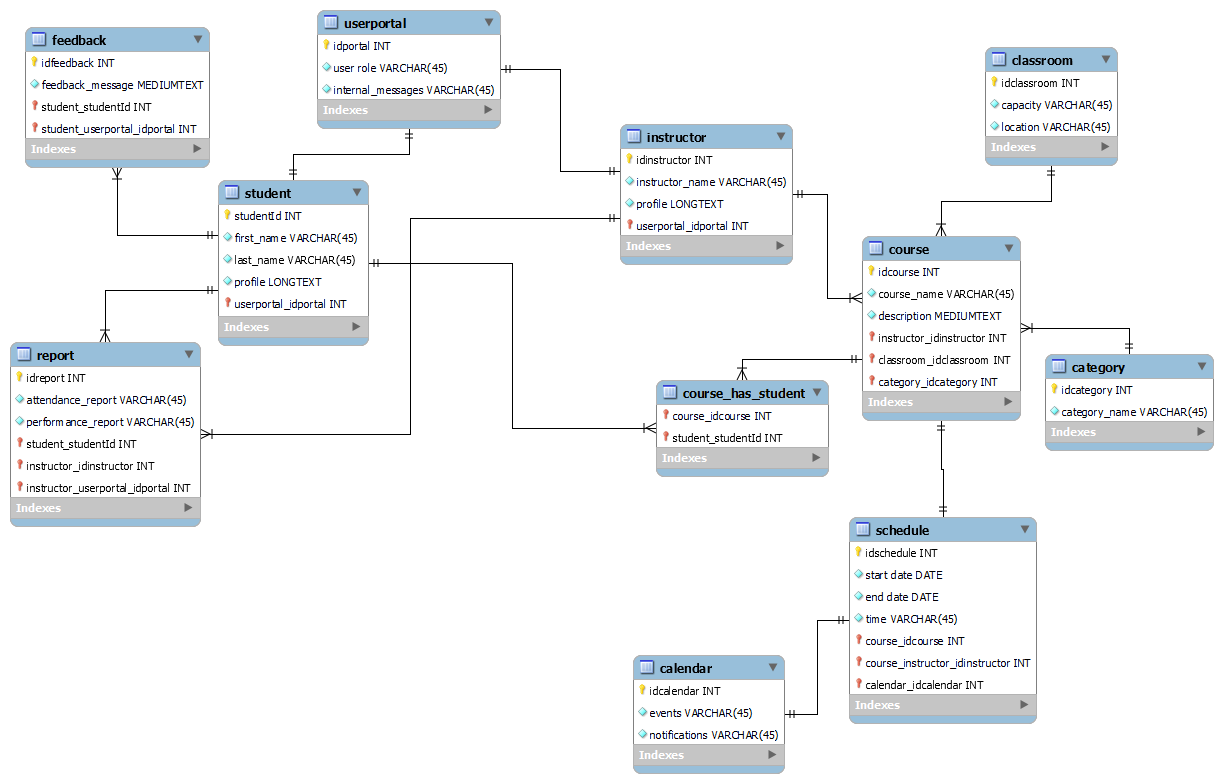 feedback
idfeedback INT
feedback_message MEDIUMTEXT
student_studentId INT
student_userportal_idportal INT
Indexes
userportal
idportal INT
user role VARCHAR(45)
internal_messages VARCHAR(45)
Indexes
classroom
idclassroom INT
capacity VARCHAR(45)
location VARCHAR(45)
Indexes
instructor
idinstructor INT
instructor_name VARCHAR(45)
profile LONGTEXT
userportal_idportal INT
Indexes
student
studentId INT
first_name VARCHAR(45)
last_name VARCHAR(45)
profile LONGTEXT
userportal_idportal INT
Indexes
course
idcourse INT
course_name VARCHAR(45)
description MEDIUMTEXT
instructor_idinstructor INT
classroom_idclassroom INT
category_idcategory INT
Indexes
report
idreport INT
attendance_report VARCHAR(45)
performance_report VARCHAR(45)
student_studentId INT
instructor_idinstructor INT
instructor_userportal_idportal INT
Indexes
course_has_student
course_idcourse INT
student_studentId INT
Indexes
category
idcategory INT
category_name VARCHAR(45)
Indexes
schedule
idschedule INT
start date DATE
end date DATE
time VARCHAR(45)
course_idcourse INT
course_instructor_idinstructor INT
calendar_idcalendar INT
Indexes
calendar
idcalendar INT
events VARCHAR(45)
notifications VARCHAR(45)
Indexes